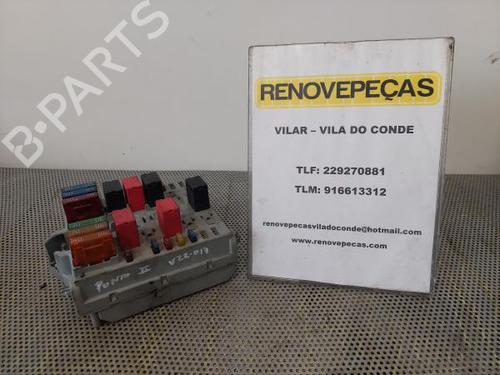 B-PARTS
RENOVEPEÇAS
VILAR – VILA DO CONDE
TLF: 229270881
TLM: 916613312
renovepecasviladoconde@hotmail.com
www.renovepecas.com
PUNTO II